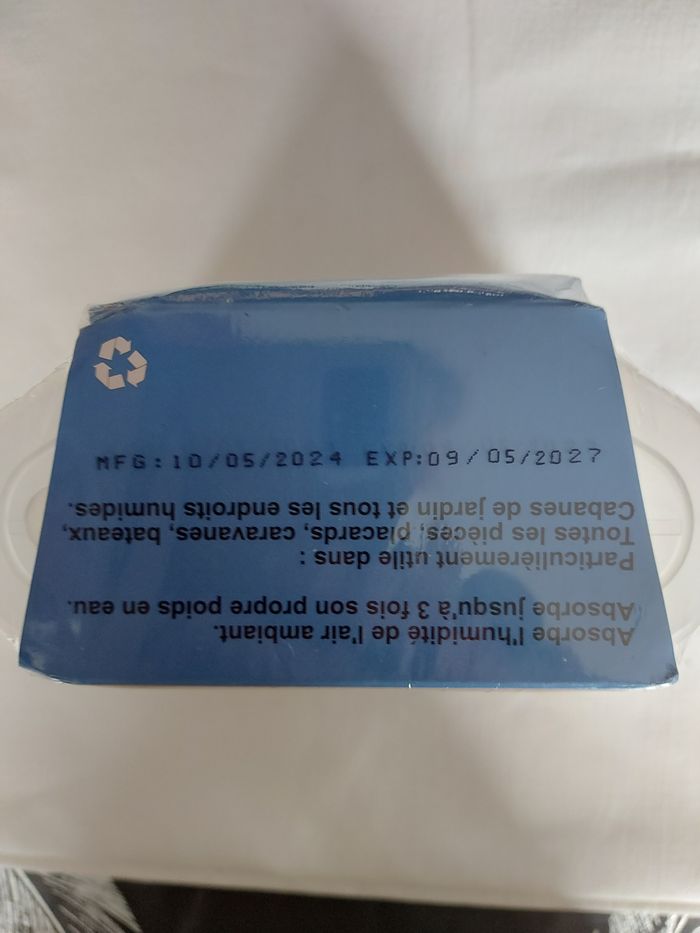 Absorbe l'humidité de l'air ambiant.
Absorbe jusqu'à 3 fois son propre poids en eau.
Particulièrement utile dans :
Toutes les pièces, placards, caravanes, bateaux,
Cabanes de jardin et tous les endroits humides.
MFG:10/05/2024 EXP:09/05/2027